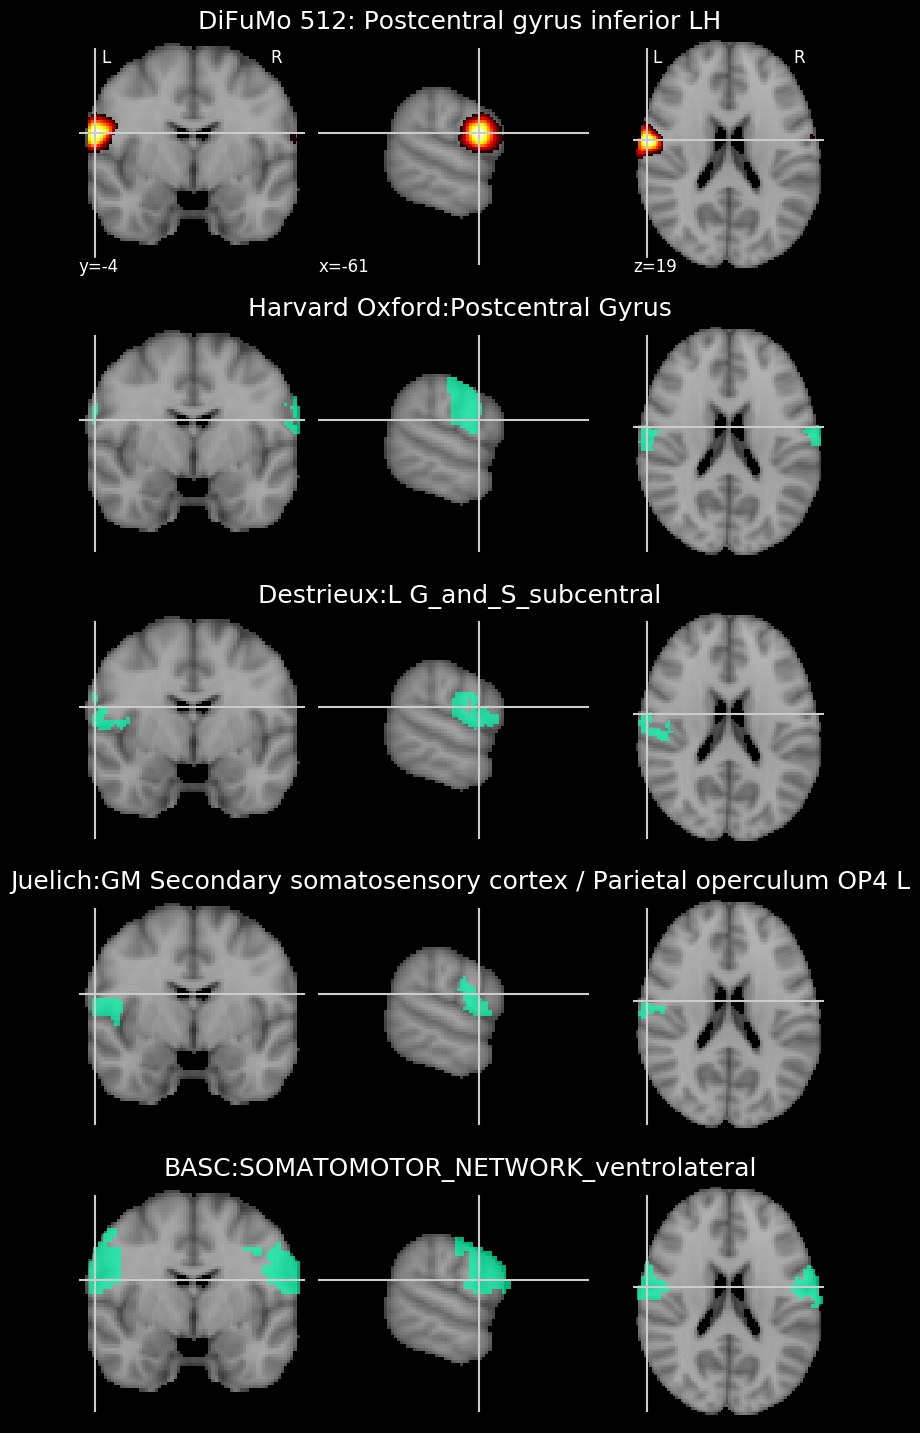 DiFuMo 512: Postcentral gyrus inferior LH
L R L R
y=-4 x=-61 z=19
Harvard Oxford:Postcentral Gyrus
Destrieux:L G_and_S_subcentral
Juelich:GM Secondary somatosensory cortex / Parietal operculum OP4 L
BASC:SOMATOMOTOR_NETWORK_ventrolateral